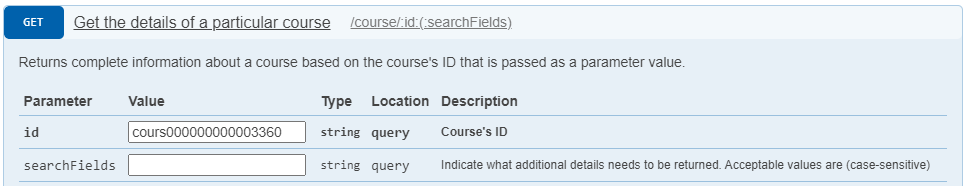 GET Get the details of a particular course /course/:id:(:searchFields)
Returns complete information about a course based on the course's ID that is passed as a parameter value.
Parameter Value Type Location Description
id cours000000000003360 string query Course's ID
searchFields string query Indicate what additional details needs to be returned. Acceptable values are (case-sensitive)